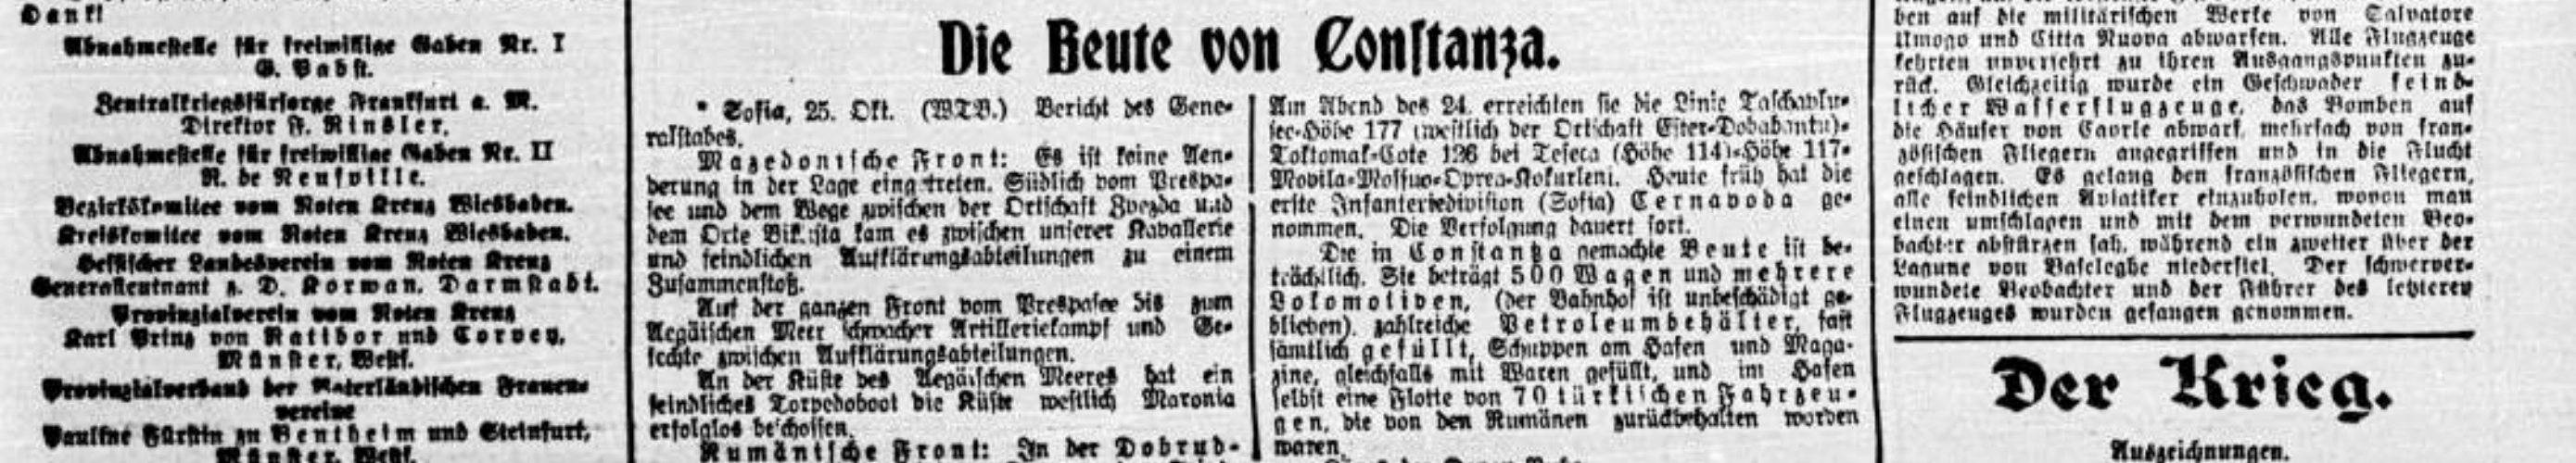 Dank!
Abnahmestelle für freiwillige Gaben Nr. I
G. Pabst.
Zentralkriegsfürsorge Frankfurt a. M.
Direktor F. Rinsler.
Abnahmestelle für freiwillige Gaben Nr. II
R. de Neufville.
Bezirkskomitee vom Roten Kreuz Wiesbaden.
Kreiskomitee vom Roten Kreuz Wiesbaden.
Hessischer Landesverein vom Roten Kreuz
Generalleutnant z. D. Korwan, Darmstadt.
Provinzialverein vom Roten Kreuz
Karl Prinz von Ratibor und Corvey,
Münster, Westf.
Provinzialverband der Vaterländischen Frauen-
vereine
Pauline Fürstin zu Bentheim und Steinfurt,
Münster, Westf.
Die Beute von Constanza.
* Sofia, 25. Okt. (WTB.) Bericht des Gene-
ralstabes.
Mazedonische Front: Es ist keine Aen-
derung in der Lage eingetreten. Südlich vom Prespa-
see und dem Wege zwischen der Ortschaft Zvezda und
dem Orte kam es zwischen unserer Kavallerie
und feindlichen Aufklärungsabteilungen zu einem
Zusammenstoß.
Auf der ganzen Front vom Prespasee bis zum
Aegäischen Meer schwacher Artilleriekampf und Ge-
fechte zwischen Aufklärungsabteilungen.
An der Küste des Aegäischen Meeres hat ein
feindliches Torpedoboot die Küste westlich Maronia
erfolglos beschossen.
Rumänische Front: In der Dobrud-
Am Abend des 24. erreichten sie die Linie Taschavlu-
see-Höhe 177 (westlich der Ortschaft Ester-Dobabantu)-
Toktomak-Cote 126 bei Tefeca (Höhe 114)-Höhe 117-
Movila-Mossuo-Oprea-Kokurleni. Heute früh hat die
erste Infanteriedivision (Sofia) Cernavoda ge-
nommen. Die Verfolgung dauert fort.
Die in Constanza gemachte Beute ist be-
trächtlich. Sie beträgt 500 Wagen und mehrere
Lokomotiven, (der Bahnhof ist unbeschädigt ge-
blieben), zahlreiche Petroleumbehälter, fast
sämtlich gefüllt, Schuppen am Hafen und Maga-
zine, gleichfalls mit Waren gefüllt, und im Hafen
selbst eine Flotte von 70 türkischen Fahrzeu-
gen, die von den Rumänen zurückbehalten worden
waren.
ben auf die militärischen Werke von Salvatore
Umogo und Citta Nuova abwarfen. Alle Flugzeuge
kehrten unversehrt zu ihren Ausgangspunkten zu-
rück. Gleichzeitig wurde ein Geschwader feind-
licher Wasserflugzeuge, das Bomben auf
die Häuser von Caorle abwarf, mehrfach von fran-
zösischen Fliegern angegriffen und in die Flucht
geschlagen. Es gelang den französischen Fliegern,
alle feindlichen Aviatiker einzuholen, wovon man
einen umschlagen und mit dem verwundeten Beo-
bachter abstürzen sah, während ein zweiter über der
Lagune von Baseleghe niederfiel. Der schwerver-
wundete Beobachter und der Führer des letzteren
Flugzeuges wurden gefangen genommen.
Der Krieg.
Auszeichnungen.